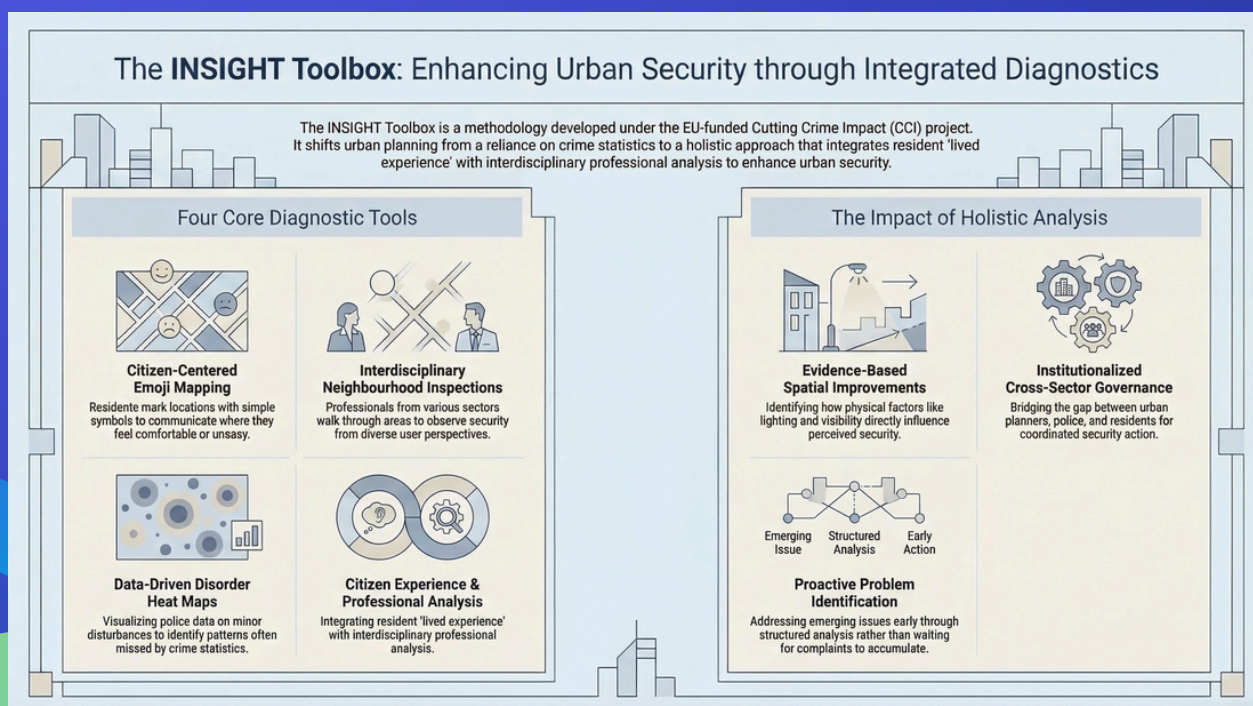 The INSIGHT Toolbox: Enhancing Urban Security through Integrated Diagnostics
The INSIGHT Toolbox is a methodology developed under the EU-funded Cutting Crime Impact (CCI) project.
It shifts urban planning from a reliance on crime statistics to a holistic approach that integrates resident 'lived
experience' with interdisciplinary professional analysis to enhance urban security.
Four Core Diagnostic Tools
Citizen-Centered
Emoji Mapping
Residente mark locations with simple
symbols to communicate where they
feel comfortable or unsasy.
Interdisciplinary
Neighbourhood Inspections
Professionals from various sectors
walk through areas to observe security
from diverse user perspectives.
Data-Driven Disorder
Heat Maps
Visualizing police data on minor
disturbances to identify patterns often
missed by crime statistics.
Citizen Experience &
Professional Analysis
Integrating resident 'lived experience'
with interdisciplinary professional
analysis.
The Impact of Holistic Analysis
Evidence-Based
Spatial Improvements
Identifying how physical factors like
lighting and visibility directly influence
perceived security.
Institutionalized
Cross-Sector Governance
Bridging the gap between urban
planners, police, and residents for
coordinated security action.
Emerging
Issue
Structured
Analysis
Early
Action
Proactive Problem
Identification
Addressing emerging issues early through
structured analysis rather than waiting
for complaints to accumulate.